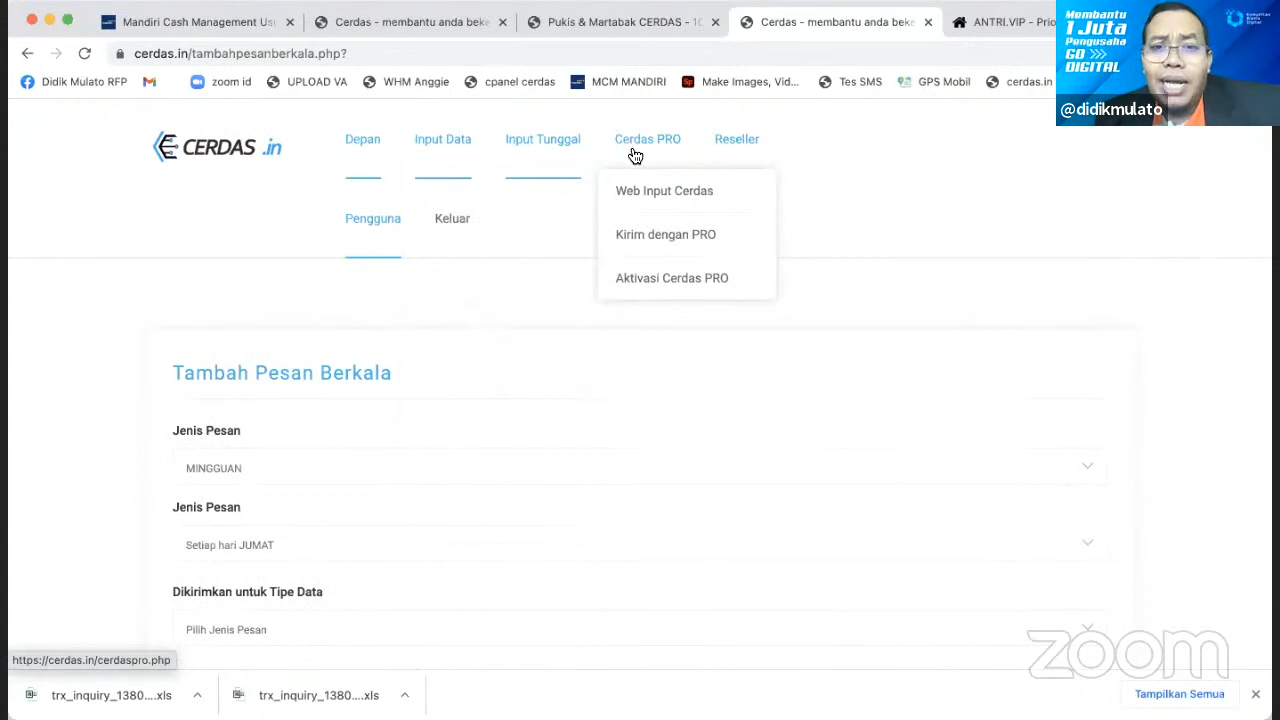 Mandiri Cash Management Us
Cerdas - membantu anda beke
Pukis & Martabak CERDAS - 10
Cerdas - membantu anda beke
ANTRI.VIP - Prio
cerdas.in/tambahpesanberkala.php?
Didik Mulato RFP
zoom id
UPLOAD VA
WHM Anggie
cpanel cerdas
MCM MANDIRI
Make Images, Vid...
Tes SMS
GPS Mobil
cerdas.in
Membantu
1 Juta
Pengusaha
GO >>>
DIGITAL
@didikmulato
CERDAS .in
Depan
Input Data
Input Tunggal
Cerdas PRO
Reseller
Web Input Cerdas
Pengguna
Keluar
Kirim dengan PRO
Aktivasi Cerdas PRO
Tambah Pesan Berkala
Jenis Pesan
MINGGUAN
Jenis Pesan
Setiap hari JUMAT
Dikirimkan untuk Tipe Data
Pilih Jenis Pesan
zoom
https://cerdas.in/cerdaspro.php
trx_inquiry_1380....xls
trx_inquiry_1380....xls
Tampilkan Semua